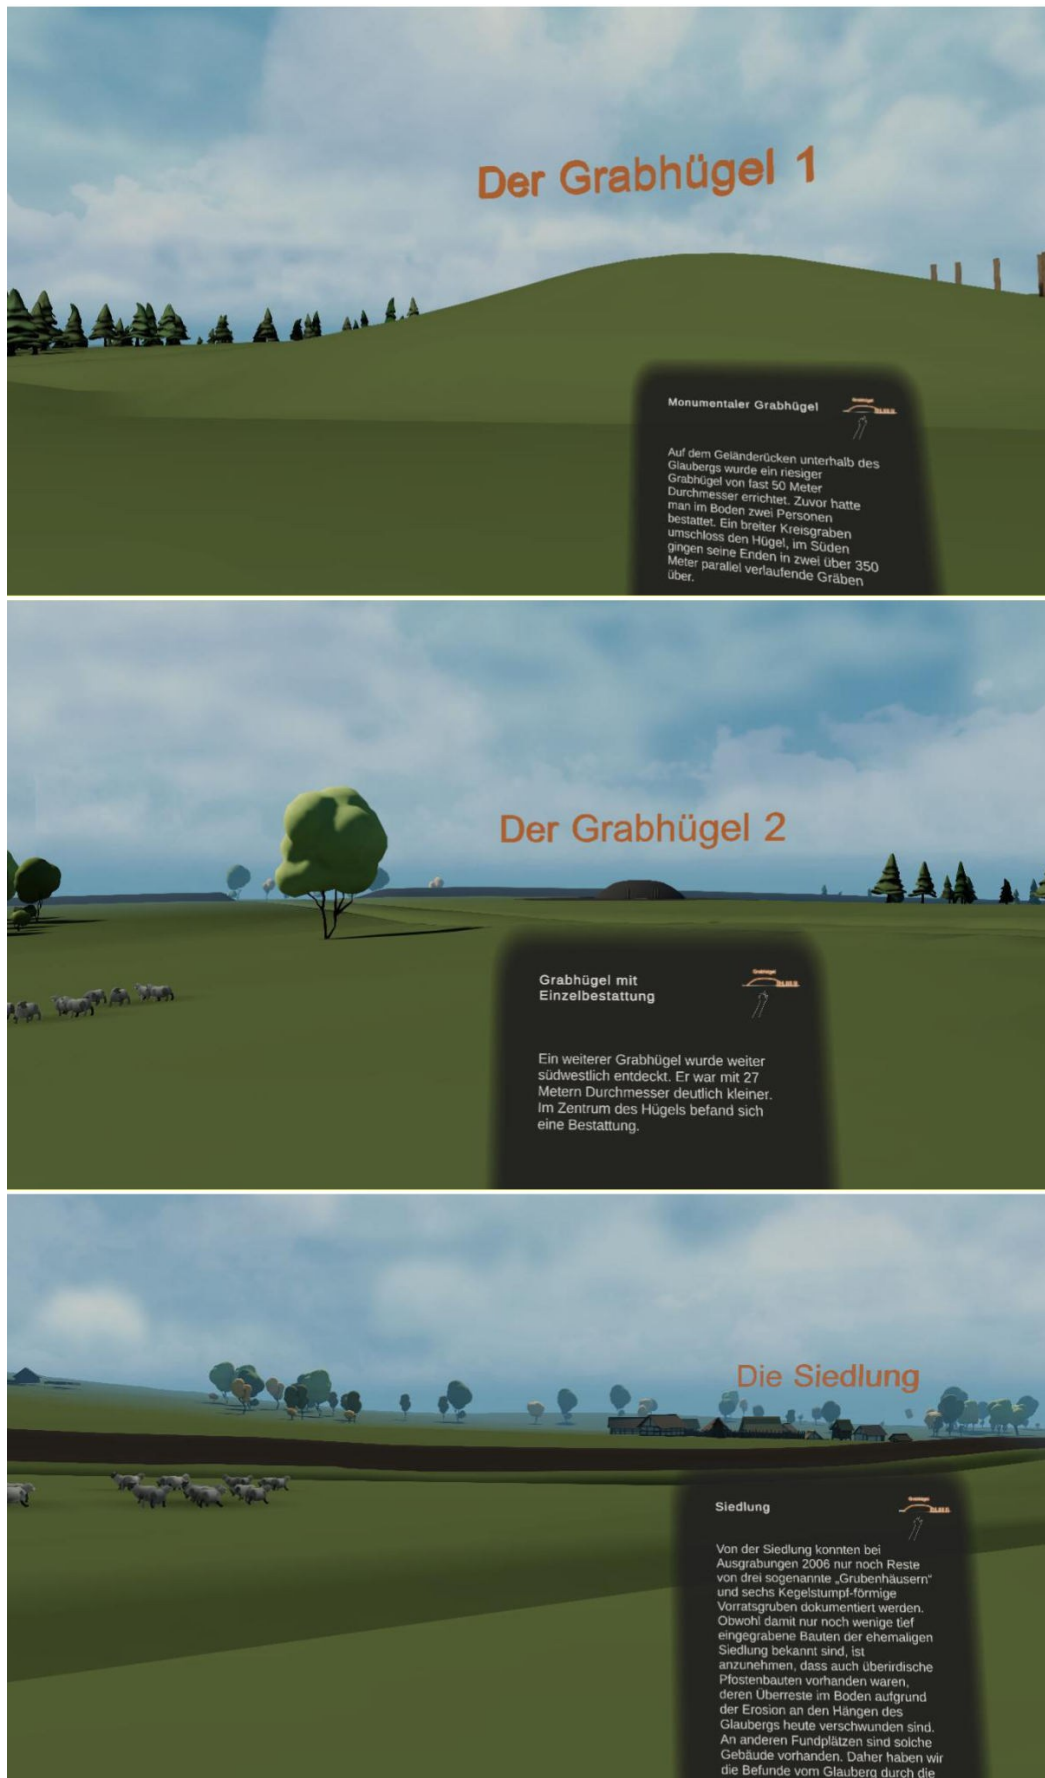 Der Grabhügel 1
Monumentaler Grabhügel
Grabhügel
Auf dem Geländerücken unterhalb des
Glaubergs wurde ein riesiger
Grabhügel von fast 50 Meter
Durchmesser errichtet. Zuvor hatte
man im Boden zwei Personen
bestattet. Ein breiter Kreisgraben
umschloss den Hügel, im Süden
gingen seine Enden in zwei über 350
Meter parallel verlaufende Gräben
über.
Der Grabhügel 2
Grabhügel mit
Einzelbestattung
Grabhügel
Ein weiterer Grabhügel wurde weiter
südwestlich entdeckt. Er war mit 27
Metern Durchmesser deutlich kleiner.
Im Zentrum des Hügels befand sich
eine Bestattung.
Die Siedlung
Siedlung
Grabhügel
Von der Siedlung konnten bei
Ausgrabungen 2006 nur noch Reste
von drei sogenannte „Grubenhäusern“
und sechs Kegelstumpf-förmige
Vorratsgruben dokumentiert werden.
Obwohl damit nur noch wenige tief
eingegrabene Bauten der ehemaligen
Siedlung bekannt sind, ist
anzunehmen, dass auch überirdische
Pfostenbauten vorhanden waren,
deren Überreste im Boden aufgrund
der Erosion an den Hängen des
Glaubergs heute verschwunden sind.
An anderen Fundplätzen sind solche
Gebäude vorhanden. Daher haben wir
die Befunde vom Glauberg durch die